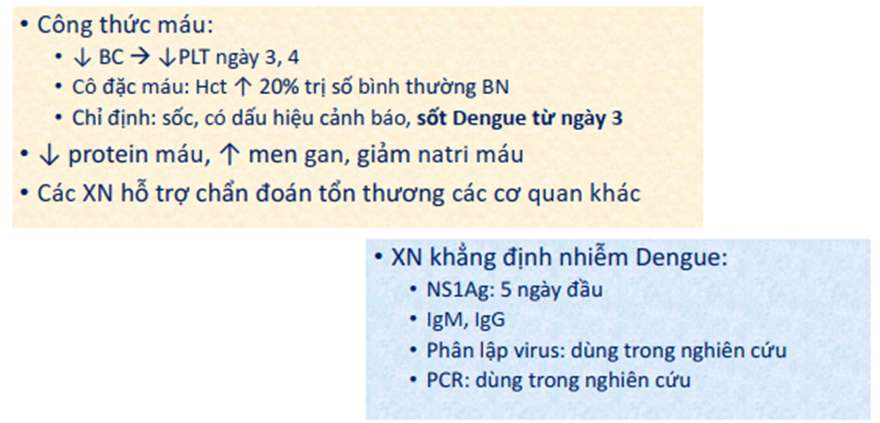 • Công thức máu:
• ↓ BC → ↓PLT ngày 3, 4
• Cô đặc máu: Hct ↑ 20% trị số bình thường BN
• Chỉ định: sốc, có dấu hiệu cảnh báo, sốt Dengue từ ngày 3
• ↓ protein máu, ↑ men gan, giảm natri máu
• Các XN hỗ trợ chẩn đoán tổn thương các cơ quan khác
• XN khẳng định nhiễm Dengue:
• NS1Ag: 5 ngày đầu
• IgM, IgG
• Phân lập virus: dùng trong nghiên cứu
• PCR: dùng trong nghiên cứu